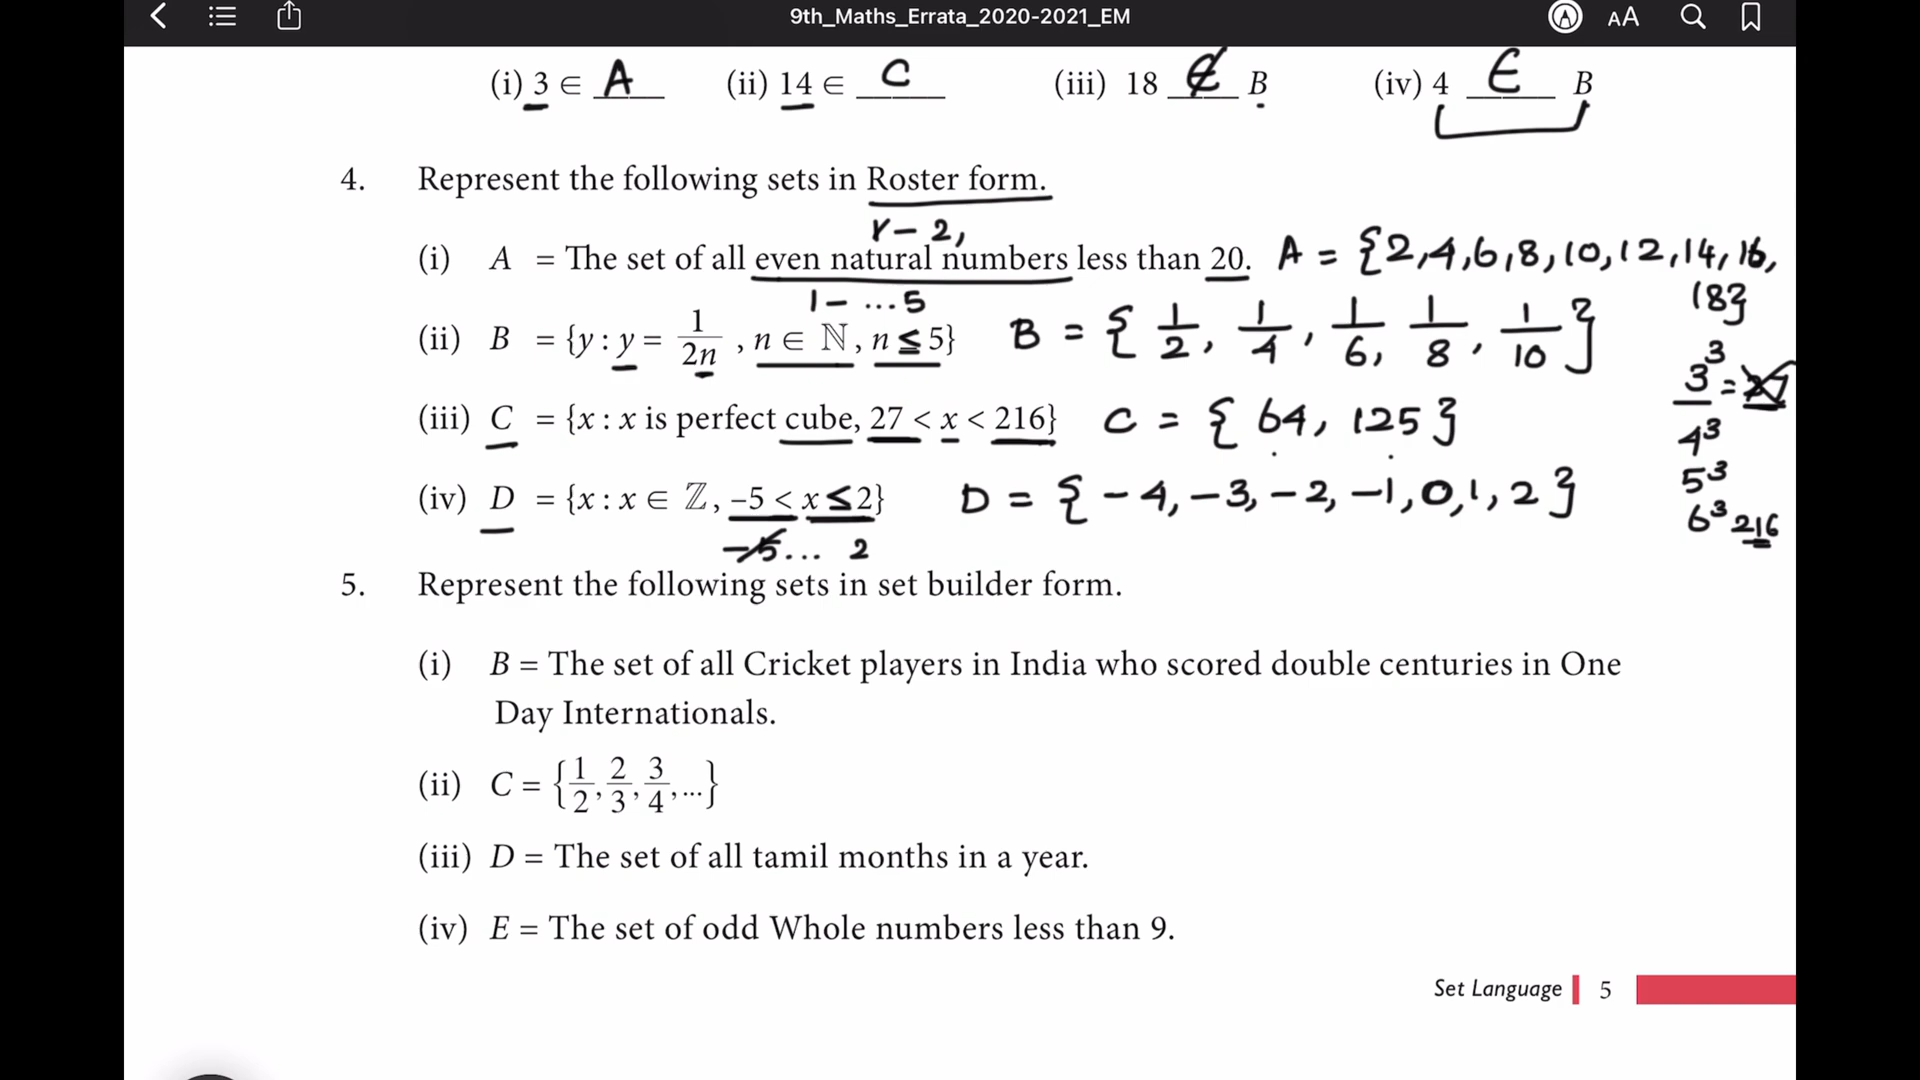 9th_Maths_Errata_2020-2021_EM
AA
(i) 3 ∈ A (ii) 14 ∈ C (iii) 18 ∉ B (iv) 4 ∈ B
4. Represent the following sets in Roster form.
r - 2,
(i) A = The set of all even natural numbers less than 20. A = {2,4,6,8,10,12,14,16,
18}
1 - ...5
(ii) B = {y : y = 1/2n , n ∈ ℕ, n ≤ 5} B = { 1/2, 1/4, 1/6, 1/8, 1/10 }
3³ = 27
(iii) C = {x : x is perfect cube, 27 < x < 216} C = { 64, 125 }
4³
5³
(iv) D = {x : x ∈ ℤ, –5 < x ≤ 2} D = { -4, -3, -2, -1, 0, 1, 2 }
6³ 216
-5 ... 2
5. Represent the following sets in set builder form.
(i) B = The set of all Cricket players in India who scored double centuries in One
Day Internationals.
(ii) C = {1/2, 2/3, 3/4, ...}
(iii) D = The set of all tamil months in a year.
(iv) E = The set of odd Whole numbers less than 9.
Set Language 5